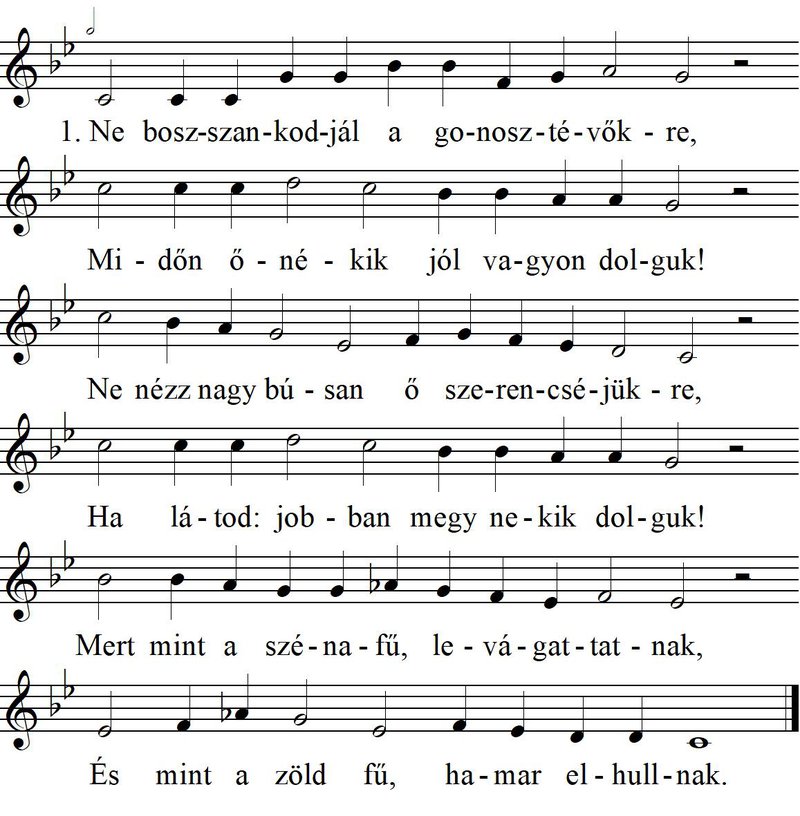 1. Ne bosz-szan-kod-jál a go-nosz-té-vők-re,
Mi-dőn ő-né-kik jól va-gyon dol-guk!
Ne nézz nagy bú-san ő sze-ren-csé-jük-re,
Ha lá-tod: job-ban megy ne-kik dol-guk!
Mert mint a szé-na-fű, le-vá-gat-tat-nak,
És mint a zöld fű, ha-mar el-hull-nak.